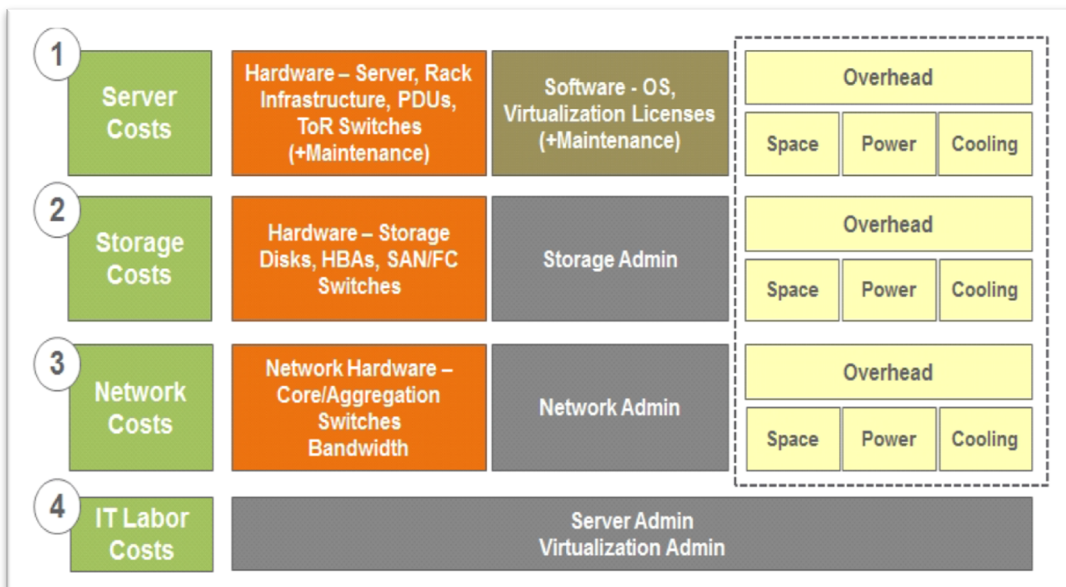 1
Server
Costs
Hardware – Server, Rack
Infrastructure, PDUs,
ToR Switches
(+Maintenance)
Software - OS,
Virtualization Licenses
(+Maintenance)
Overhead
Space Power Cooling
2
Storage
Costs
Hardware – Storage
Disks, HBAs, SAN/FC
Switches
Storage Admin
Overhead
Space Power Cooling
3
Network
Costs
Network Hardware –
Core/Aggregation
Switches
Bandwidth
Network Admin
Overhead
Space Power Cooling
4
IT Labor
Costs
Server Admin
Virtualization Admin